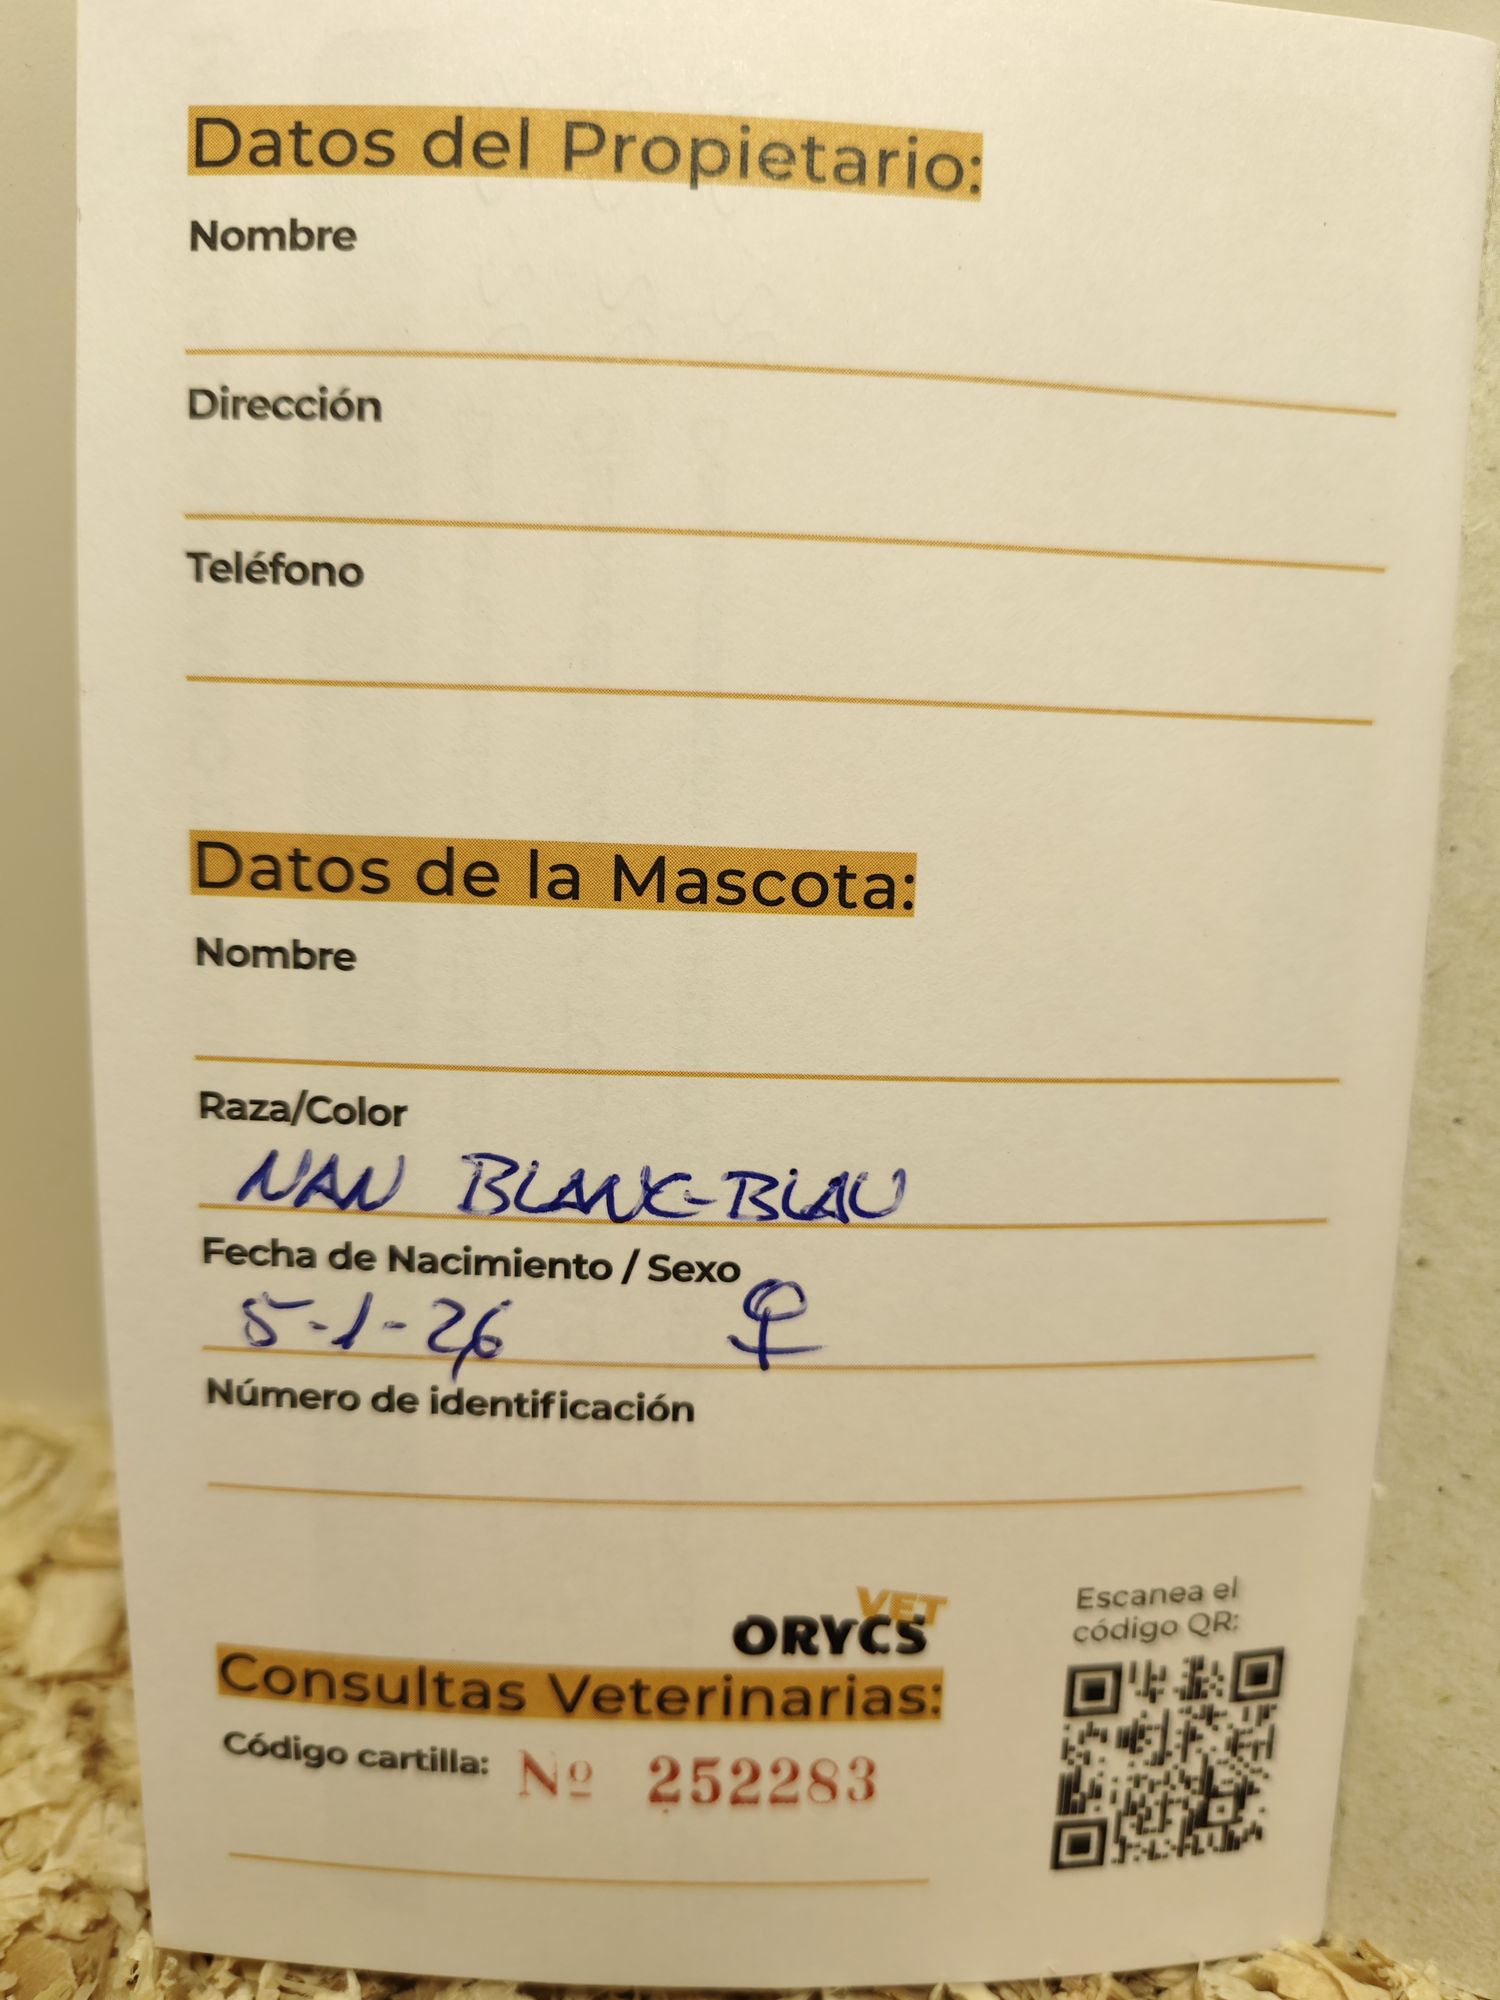 Datos del Propietario:
Nombre
Dirección
Teléfono
Datos de la Mascota:
Nombre
Raza/Color
NAN BLANC-BLAU
Fecha de Nacimiento / Sexo
5-1-26 ♀
Número de identificación
ORYCS VET
Consultas Veterinarias:
Código cartilla: Nº 252283
Escanea el
código QR: